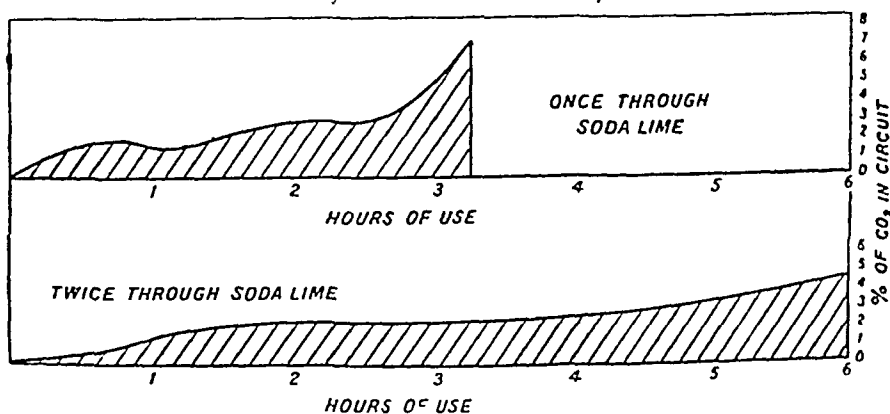 8
7
6
5
4
3
2
1
0
ONCE THROUGH
SODA LIME
1 2 3 4 5 6
HOURS OF USE
% OF CO2 IN CIRCUIT
6
5
4
3
2
1
0
TWICE THROUGH SODA LIME
1 2 3 4 5 6
HOURS OF USE